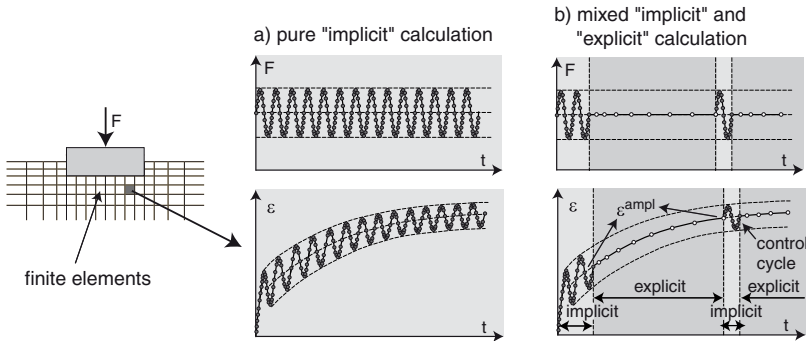 a) pure "implicit" calculation
b) mixed "implicit" and
"explicit" calculation
F
F
F
t
t
finite elements
ε
t
ε
ε^ampl
control
cycle
explicit
explicit
implicit
implicit
t